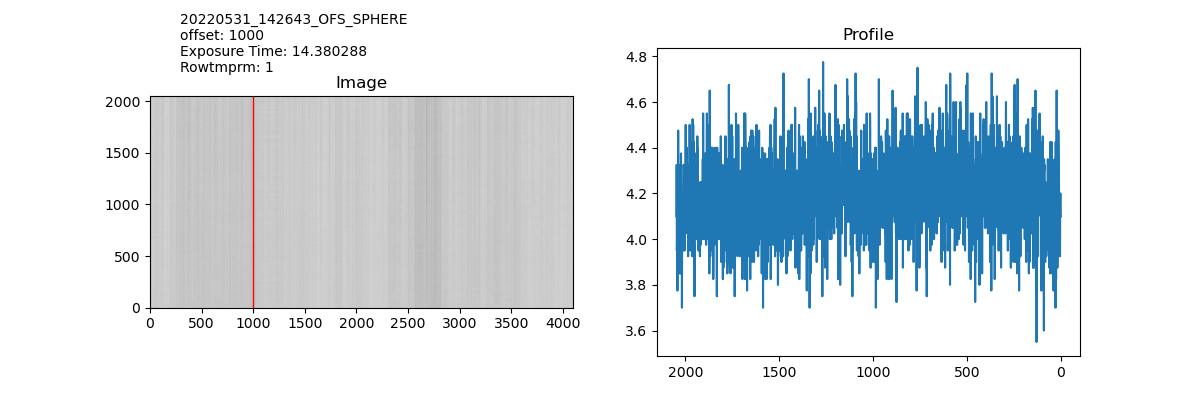 20220531_142643_OFS_SPHERE
offset: 1000
Exposure Time: 14.380288
Rowtmprm: 1
Image
2000
1500
1000
500
0
0 500 1000 1500 2000 2500 3000 3500 4000
Profile
4.8
4.6
4.4
4.2
4.0
3.8
3.6
2000 1500 1000 500 0